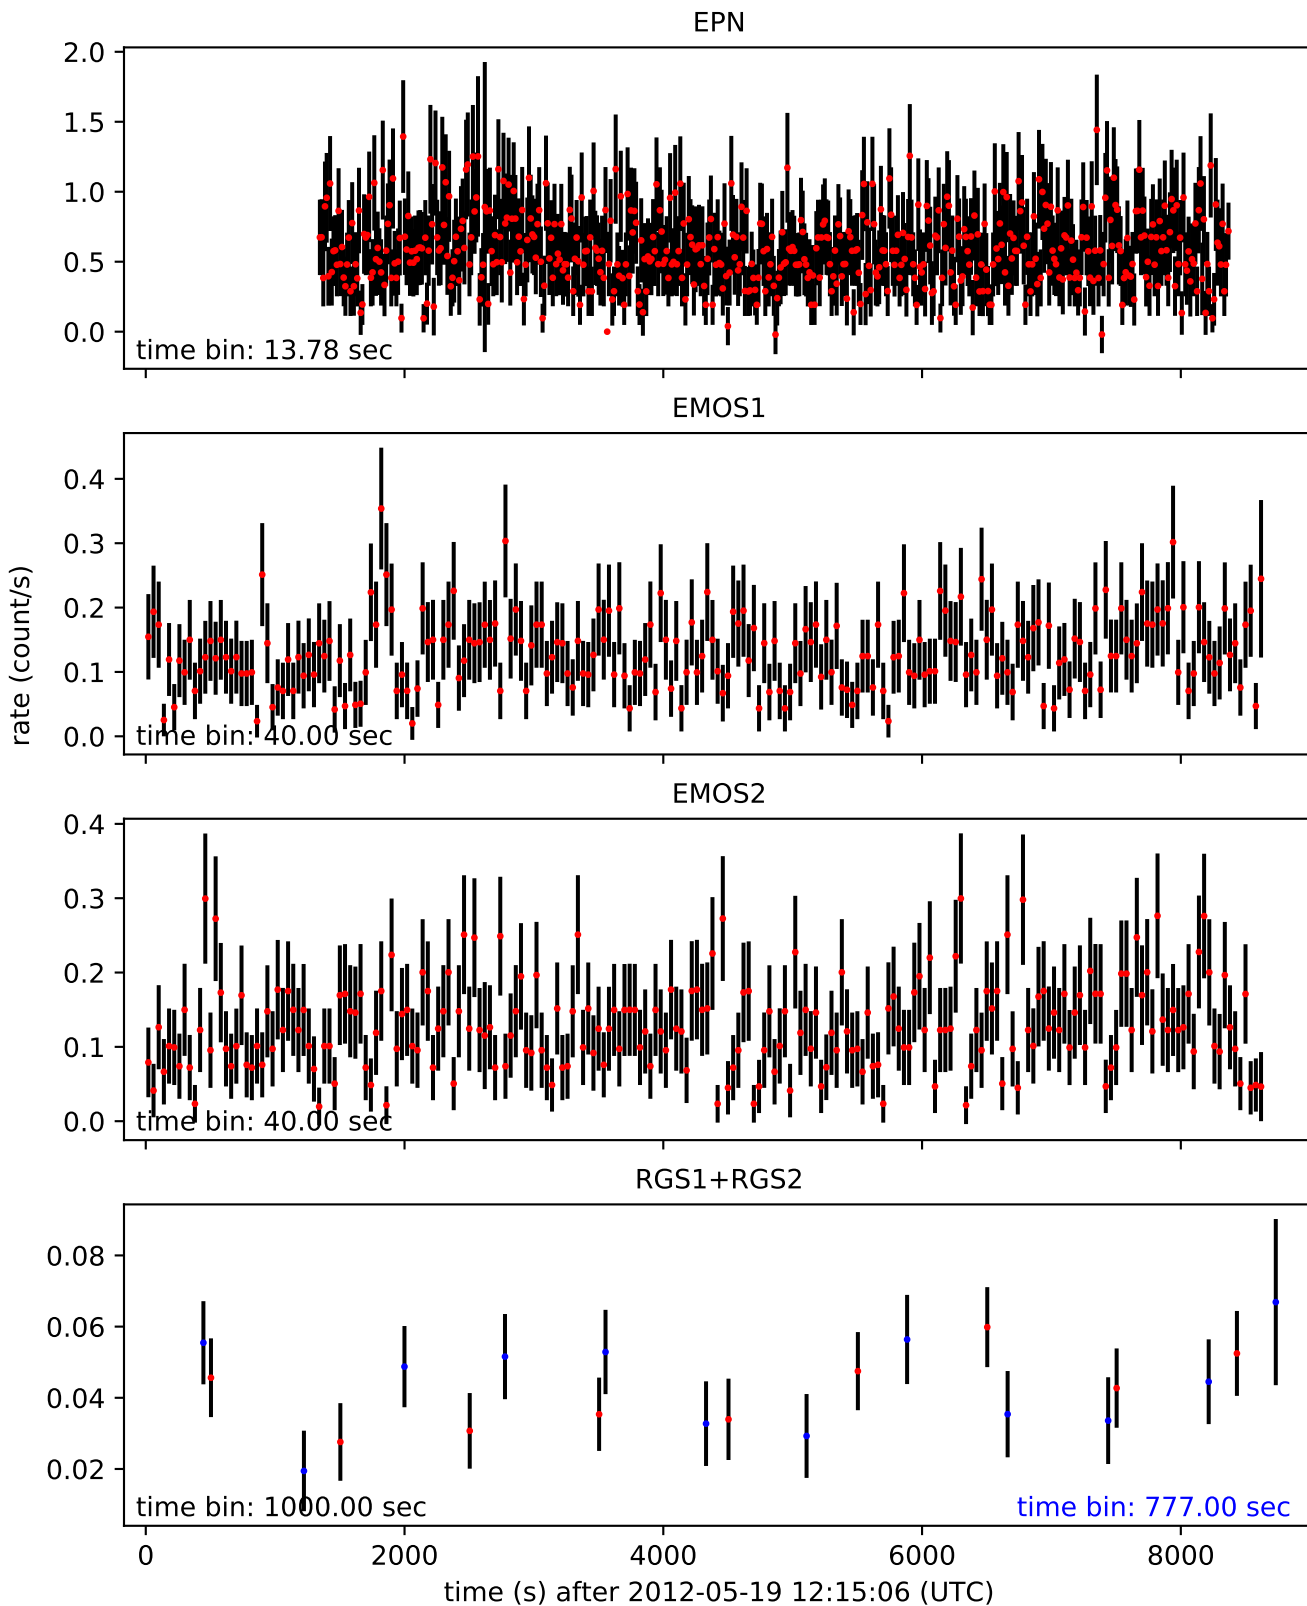 EPN
2.0
1.5
1.0
0.5
0.0
time bin: 13.78 sec
EMOS1
0.4
0.3
0.2
0.1
0.0
time bin: 40.00 sec
rate (count/s)
EMOS2
0.4
0.3
0.2
0.1
0.0
time bin: 40.00 sec
RGS1+RGS2
0.08
0.06
0.04
0.02
time bin: 1000.00 sec
time bin: 777.00 sec
0 2000 4000 6000 8000
time (s) after 2012-05-19 12:15:06 (UTC)